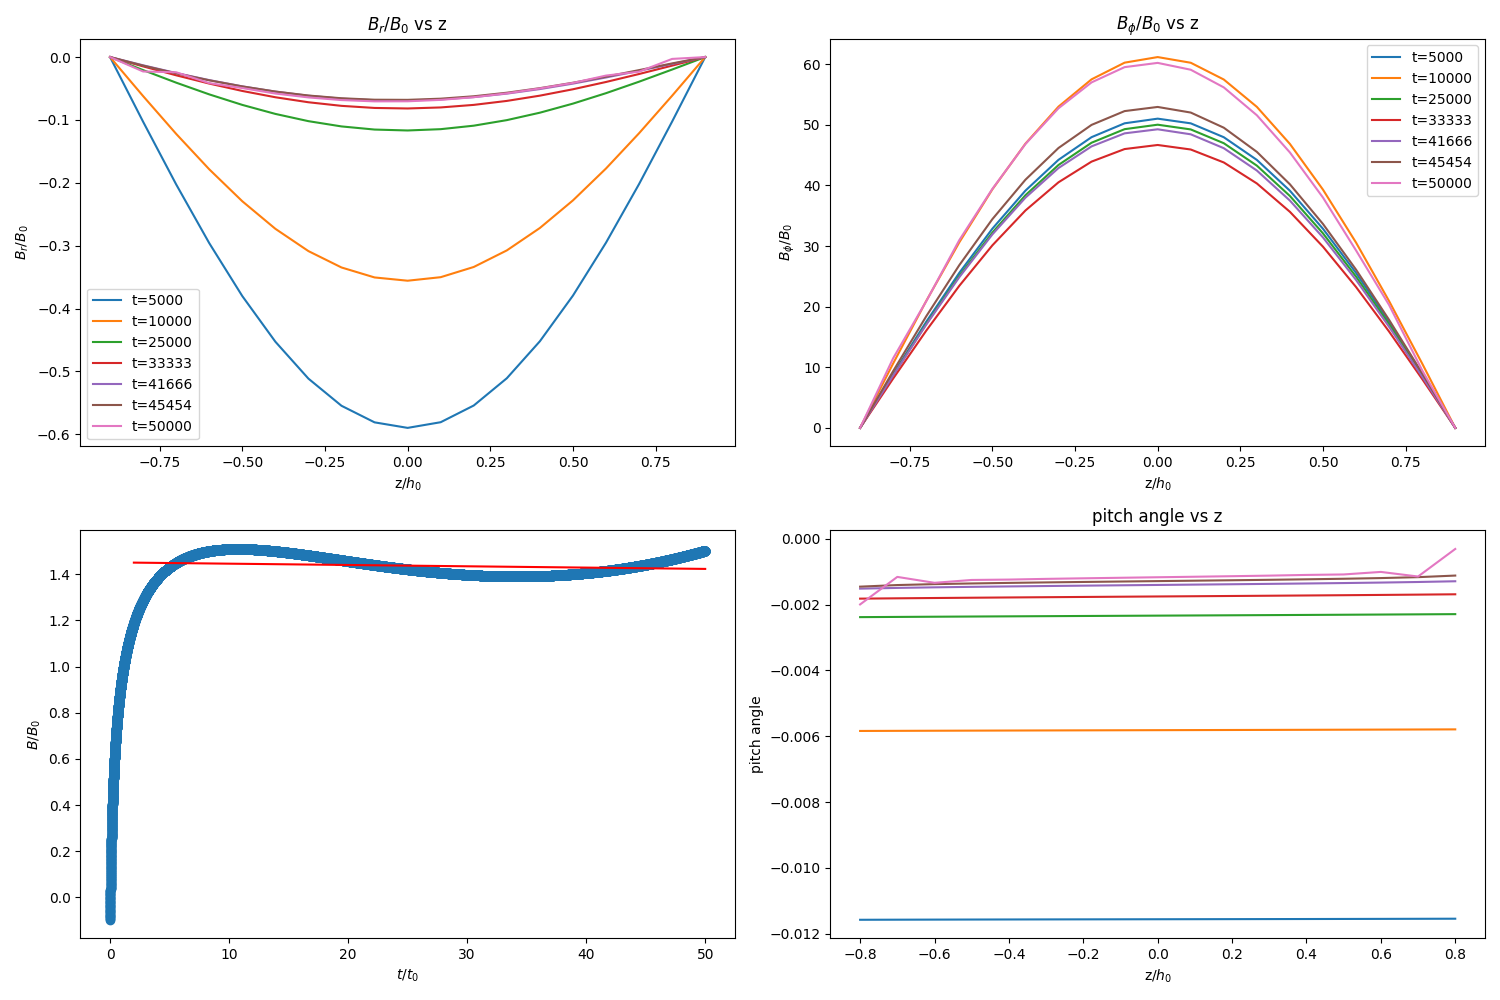 B_r/B_0 vs z
0.0
−0.1
−0.2
−0.3
−0.4
−0.5
−0.6
B_r/B_0
t=5000
t=10000
t=25000
t=33333
t=41666
t=45454
t=50000
−0.75 −0.50 −0.25 0.00 0.25 0.50 0.75
z/h_0
B_ϕ/B_0 vs z
60
50
40
30
20
10
0
B_ϕ/B_0
t=5000
t=10000
t=25000
t=33333
t=41666
t=45454
t=50000
−0.75 −0.50 −0.25 0.00 0.25 0.50 0.75
z/h_0
1.4
1.2
1.0
0.8
0.6
0.4
0.2
0.0
B/B_0
0 10 20 30 40 50
t/t_0
pitch angle vs z
0.000
−0.002
−0.004
−0.006
−0.008
−0.010
−0.012
pitch angle
−0.8 −0.6 −0.4 −0.2 0.0 0.2 0.4 0.6 0.8
z/h_0